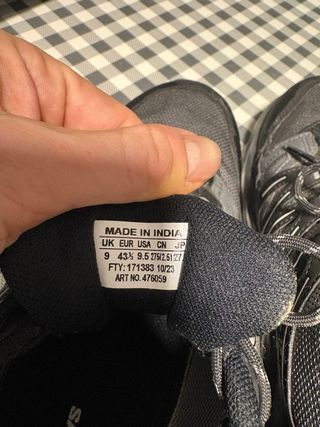 MADE IN INDIA
UK EUR USA CN JP
9 43⅓ 9.5 275(2.5) 27
FTY: 171383 10/23
ART NO. 476059